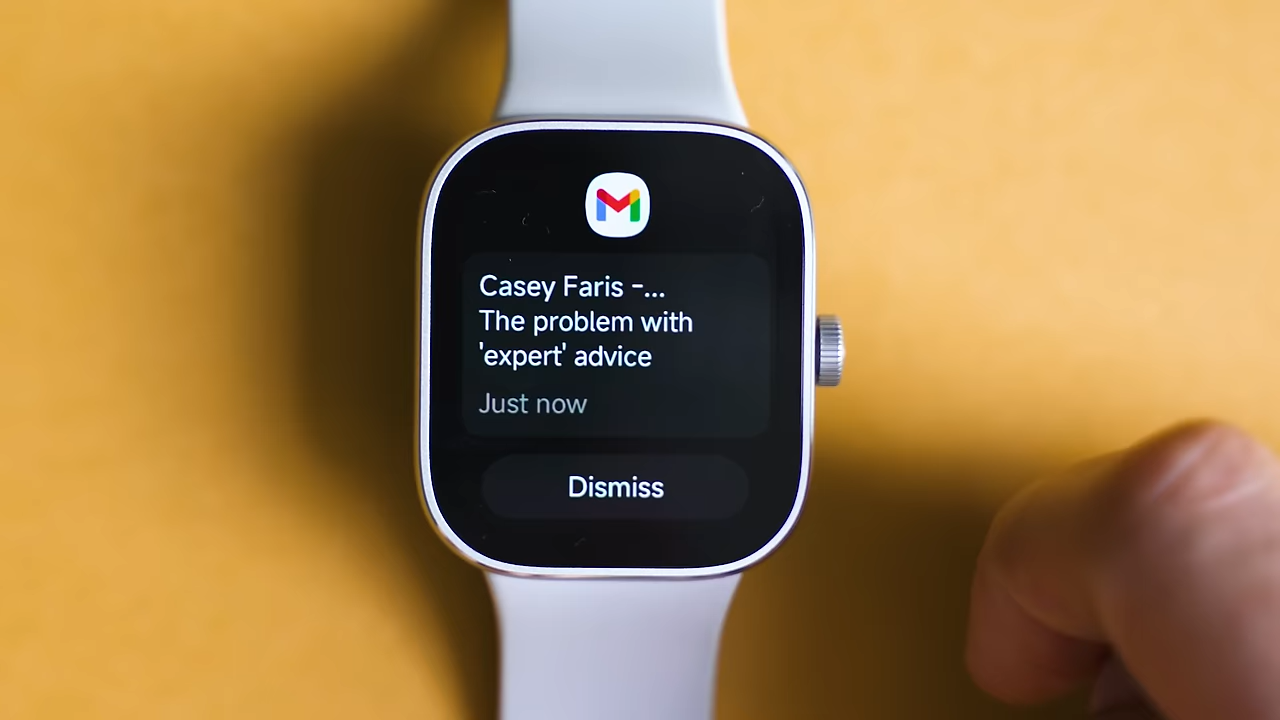 Casey Faris -...
The problem with
'expert' advice
Just now
Dismiss